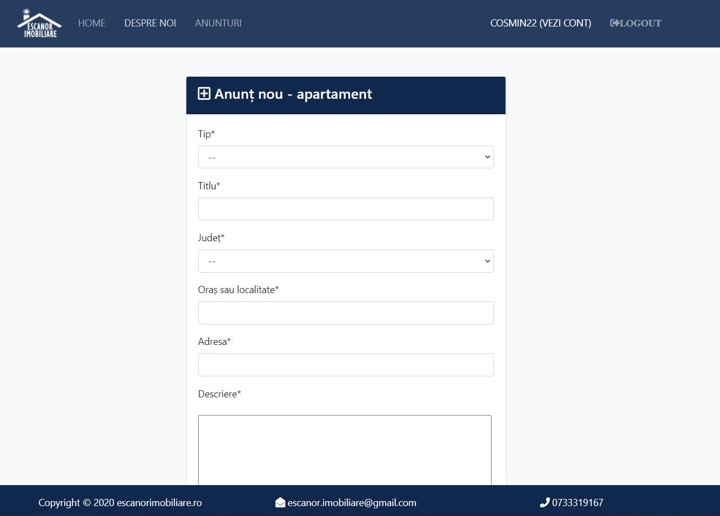 ESCANOR
IMOBILIARE
HOME
DESPRE NOI
ANUNTURI
COSMIN22 (VEZI CONT)
LOGOUT
Anunț nou - apartament
Tip*
--
Titlu*
Județ*
--
Oraș sau localitate*
Adresa*
Descriere*
Copyright © 2020 escanorimobiliare.ro
escanor.imobiliare@gmail.com
0733319167